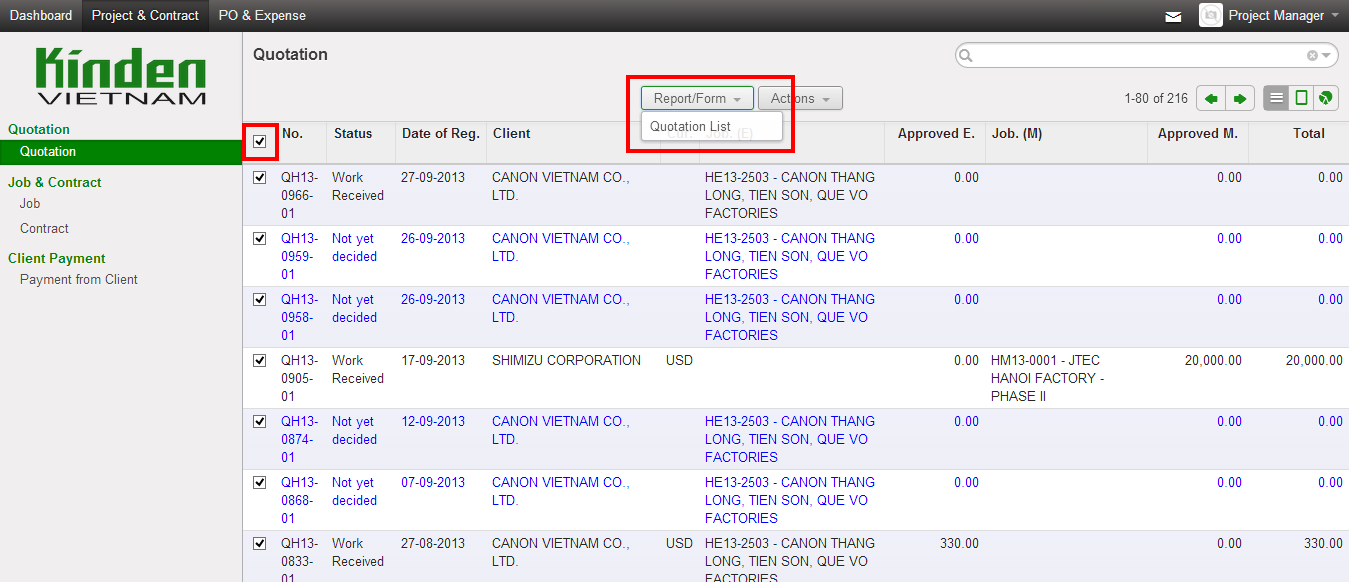 Dashboard Project & Contract PO & Expense Project Manager
Kinden
VIETNAM
Quotation
Quotation
Job & Contract
Job
Contract
Client Payment
Payment from Client
Quotation
Report/Form Actions 1-80 of 216
Quotation List
No. Status Date of Reg. Client Job. (E) Approved E. Job. (M) Approved M. Total
QH13- Work 27-09-2013 CANON VIETNAM CO., HE13-2503 - CANON THANG 0.00 0.00 0.00
0966- Received LTD. LONG, TIEN SON, QUE VO
01 FACTORIES
QH13- Not yet 26-09-2013 CANON VIETNAM CO., HE13-2503 - CANON THANG 0.00 0.00 0.00
0959- decided LTD. LONG, TIEN SON, QUE VO
01 FACTORIES
QH13- Not yet 26-09-2013 CANON VIETNAM CO., HE13-2503 - CANON THANG 0.00 0.00 0.00
0958- decided LTD. LONG, TIEN SON, QUE VO
01 FACTORIES
QH13- Work 17-09-2013 SHIMIZU CORPORATION USD 0.00 HM13-0001 - JTEC 20,000.00 20,000.00
0905- Received HANOI FACTORY -
01 PHASE II
QH13- Not yet 12-09-2013 CANON VIETNAM CO., HE13-2503 - CANON THANG 0.00 0.00 0.00
0874- decided LTD. LONG, TIEN SON, QUE VO
01 FACTORIES
QH13- Not yet 07-09-2013 CANON VIETNAM CO., HE13-2503 - CANON THANG 0.00 0.00 0.00
0868- decided LTD. LONG, TIEN SON, QUE VO
01 FACTORIES
QH13- Work 27-08-2013 CANON VIETNAM CO., USD HE13-2503 - CANON THANG 330.00 0.00 330.00
0833- Received LTD. LONG, TIEN SON, QUE VO
01 FACTORIES